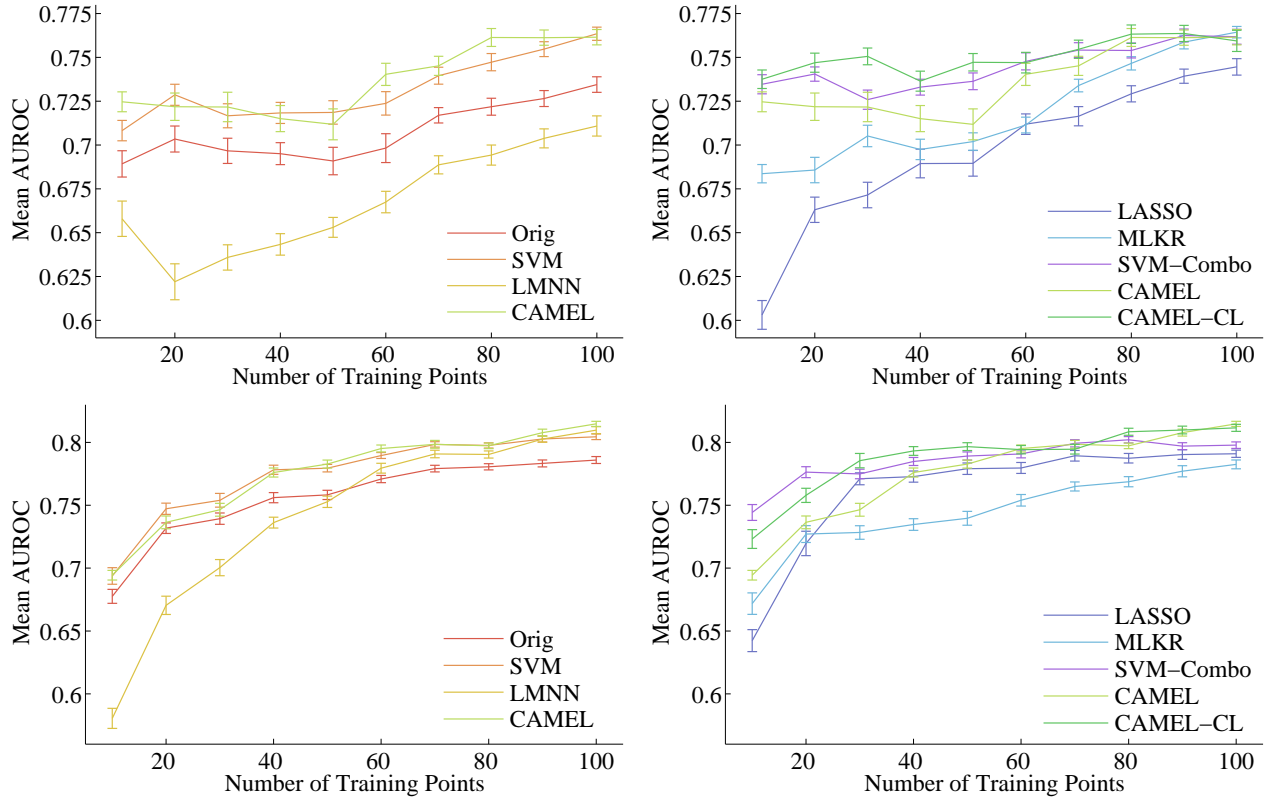 0.775
0.75
0.725
0.7
0.675
0.65
0.625
0.6
Mean AUROC
20 40 60 80 100
Number of Training Points
Orig
SVM
LMNN
CAMEL
0.775
0.75
0.725
0.7
0.675
0.65
0.625
0.6
Mean AUROC
20 40 60 80 100
Number of Training Points
LASSO
MLKR
SVM−Combo
CAMEL
CAMEL−CL
0.8
0.75
0.7
0.65
0.6
Mean AUROC
20 40 60 80 100
Number of Training Points
Orig
SVM
LMNN
CAMEL
0.8
0.75
0.7
0.65
0.6
Mean AUROC
20 40 60 80 100
Number of Training Points
LASSO
MLKR
SVM−Combo
CAMEL
CAMEL−CL